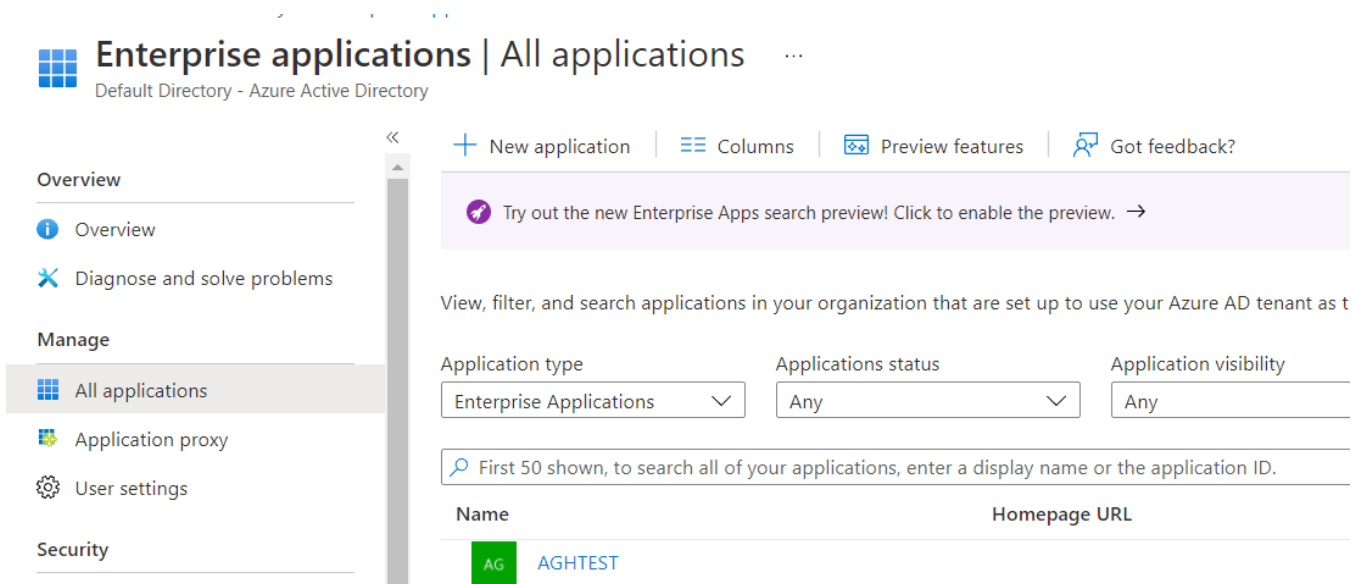 Enterprise applications | All applications ...
Default Directory - Azure Active Directory
Overview
Overview
Diagnose and solve problems
Manage
All applications
Application proxy
User settings
Security
New application
Columns
Preview features
Got feedback?
Try out the new Enterprise Apps search preview! Click to enable the preview. →
View, filter, and search applications in your organization that are set up to use your Azure AD tenant as t
Application type
Applications status
Application visibility
Enterprise Applications
Any
Any
First 50 shown, to search all of your applications, enter a display name or the application ID.
Name
Homepage URL
AG
AGHTEST